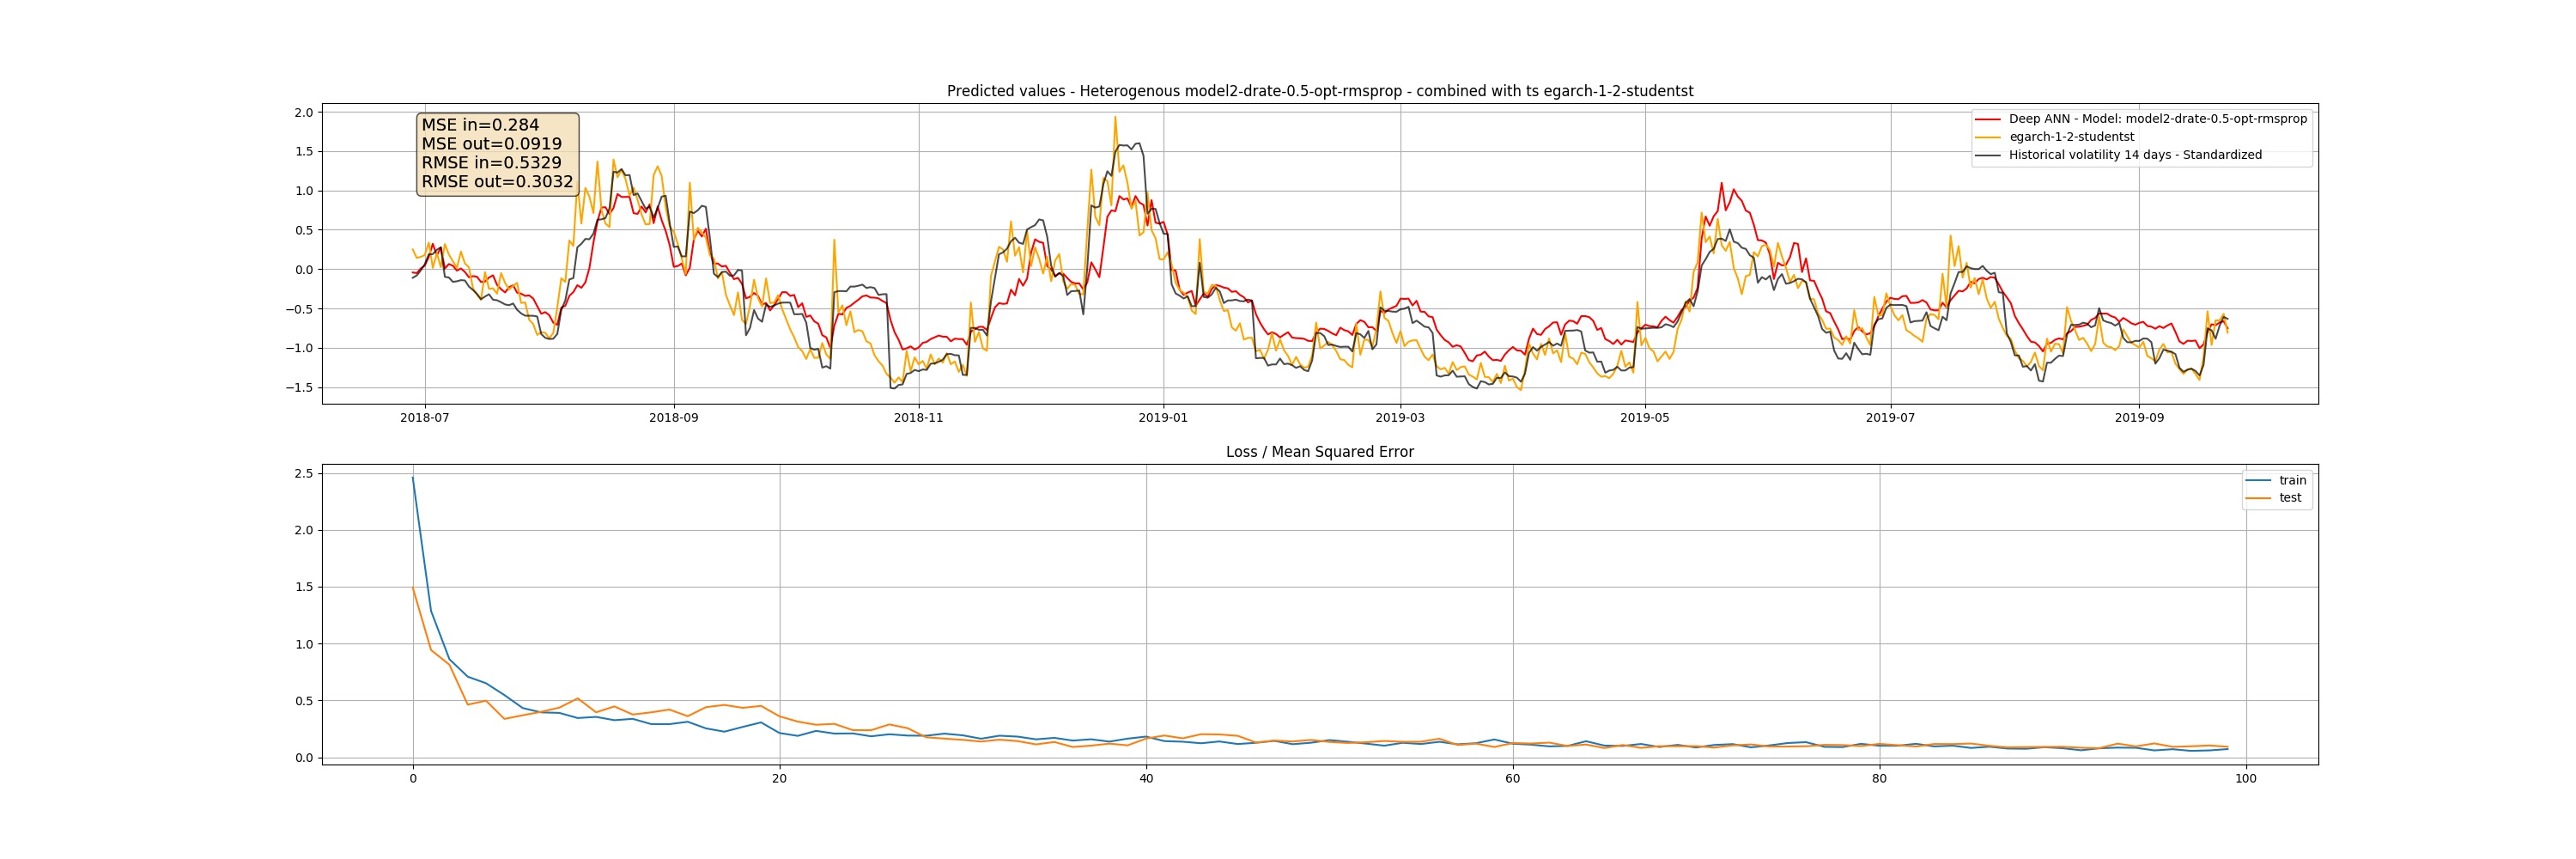 Predicted values - Heterogenous model2-drate-0.5-opt-rmsprop - combined with ts egarch-1-2-studentst
2.0
1.5
1.0
0.5
0.0
−0.5
−1.0
−1.5
MSE in=0.284
MSE out=0.0919
RMSE in=0.5329
RMSE out=0.3032
Deep ANN - Model: model2-drate-0.5-opt-rmsprop
egarch-1-2-studentst
Historical volatility 14 days - Standardized
2018-07 2018-09 2018-11 2019-01 2019-03 2019-05 2019-07 2019-09
Loss / Mean Squared Error
2.5
2.0
1.5
1.0
0.5
0.0
train
test
0 20 40 60 80 100